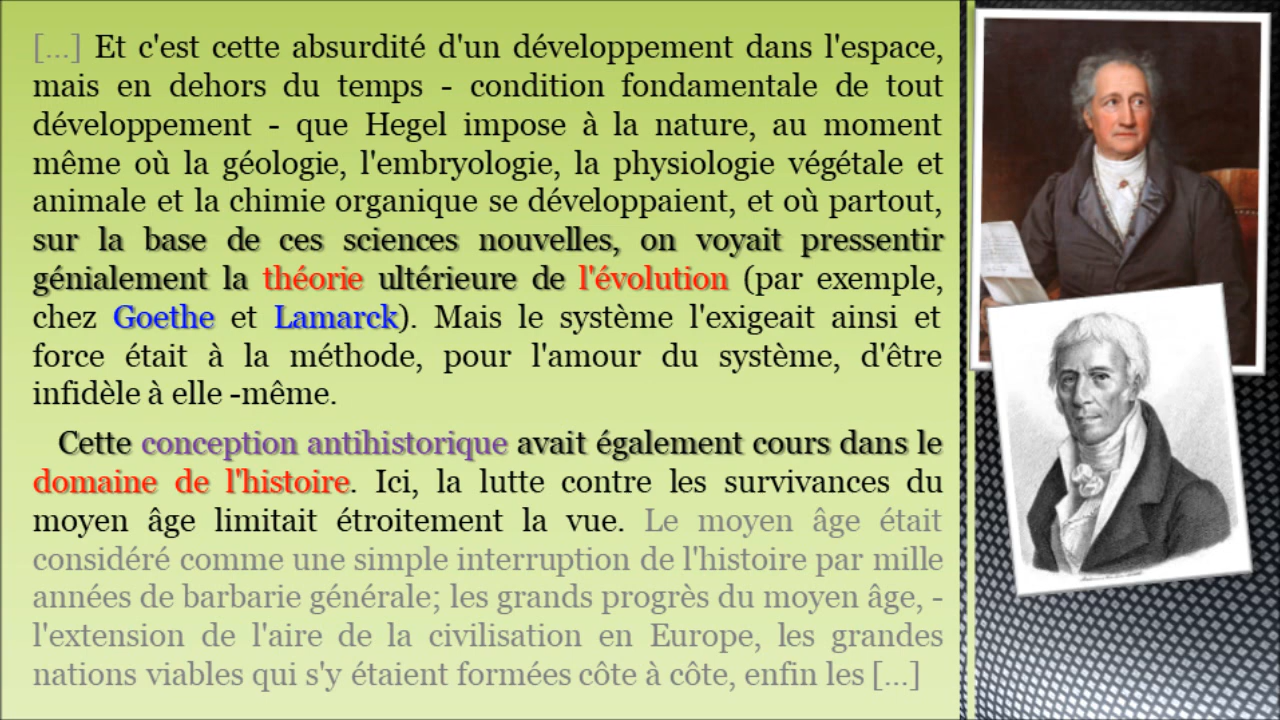 [...] Et c'est cette absurdité d'un développement dans l'espace,
mais en dehors du temps - condition fondamentale de tout
développement - que Hegel impose à la nature, au moment
même où la géologie, l'embryologie, la physiologie végétale et
animale et la chimie organique se développaient, et où partout,
sur la base de ces sciences nouvelles, on voyait pressentir
génialement la théorie ultérieure de l'évolution (par exemple,
chez Goethe et Lamarck). Mais le système l'exigeait ainsi et
force était à la méthode, pour l'amour du système, d'être
infidèle à elle -même.
Cette conception antihistorique avait également cours dans le
domaine de l'histoire. Ici, la lutte contre les survivances du
moyen âge limitait étroitement la vue. Le moyen âge était
considéré comme une simple interruption de l'histoire par mille
années de barbarie générale; les grands progrès du moyen âge, -
l'extension de l'aire de la civilisation en Europe, les grandes
nations viables qui s'y étaient formées côte à côte, enfin les [...]